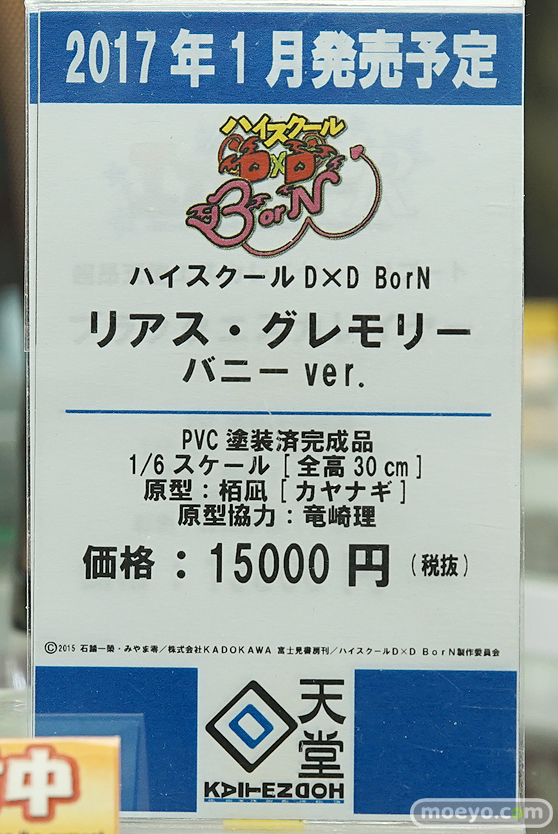 2017年1月発売予定
ハイスクール
D×D
BorN
ハイスクールD×D BorN
リアス・グレモリー
バニーver.
PVC塗装済完成品
1/6スケール[全高30cm]
原型：栢凪[カヤナギ]
原型協力：竜崎理
価格：15000円(税抜)
©2015 石踏一榮・みやま零/株式会社KADOKAWA 富士見書房刊/ハイスクールD×D BorN製作委員会
天堂
KAITENDOH
中
moeyo.com